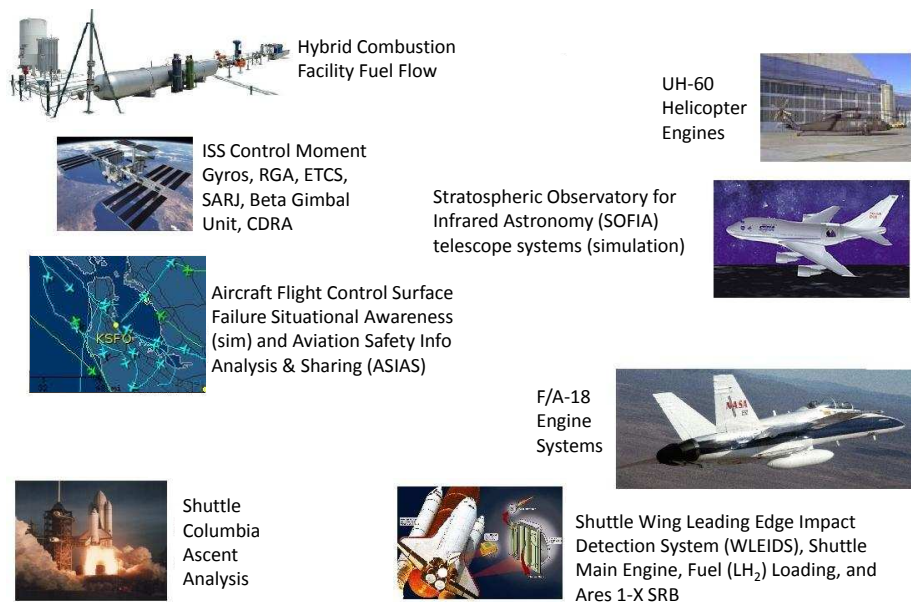 Hybrid Combustion
Facility Fuel Flow
UH-60
Helicopter
Engines
ISS Control Moment
Gyros, RGA, ETCS,
SARJ, Beta Gimbal
Unit, CDRA
Stratospheric Observatory for
Infrared Astronomy (SOFIA)
telescope systems (simulation)
Aircraft Flight Control Surface
Failure Situational Awareness
(sim) and Aviation Safety Info
Analysis & Sharing (ASIAS)
KSFO
F/A-18
Engine
Systems
NASA
Shuttle
Columbia
Ascent
Analysis
Shuttle Wing Leading Edge Impact
Detection System (WLEIDS), Shuttle
Main Engine, Fuel (LH₂) Loading, and
Ares 1-X SRB